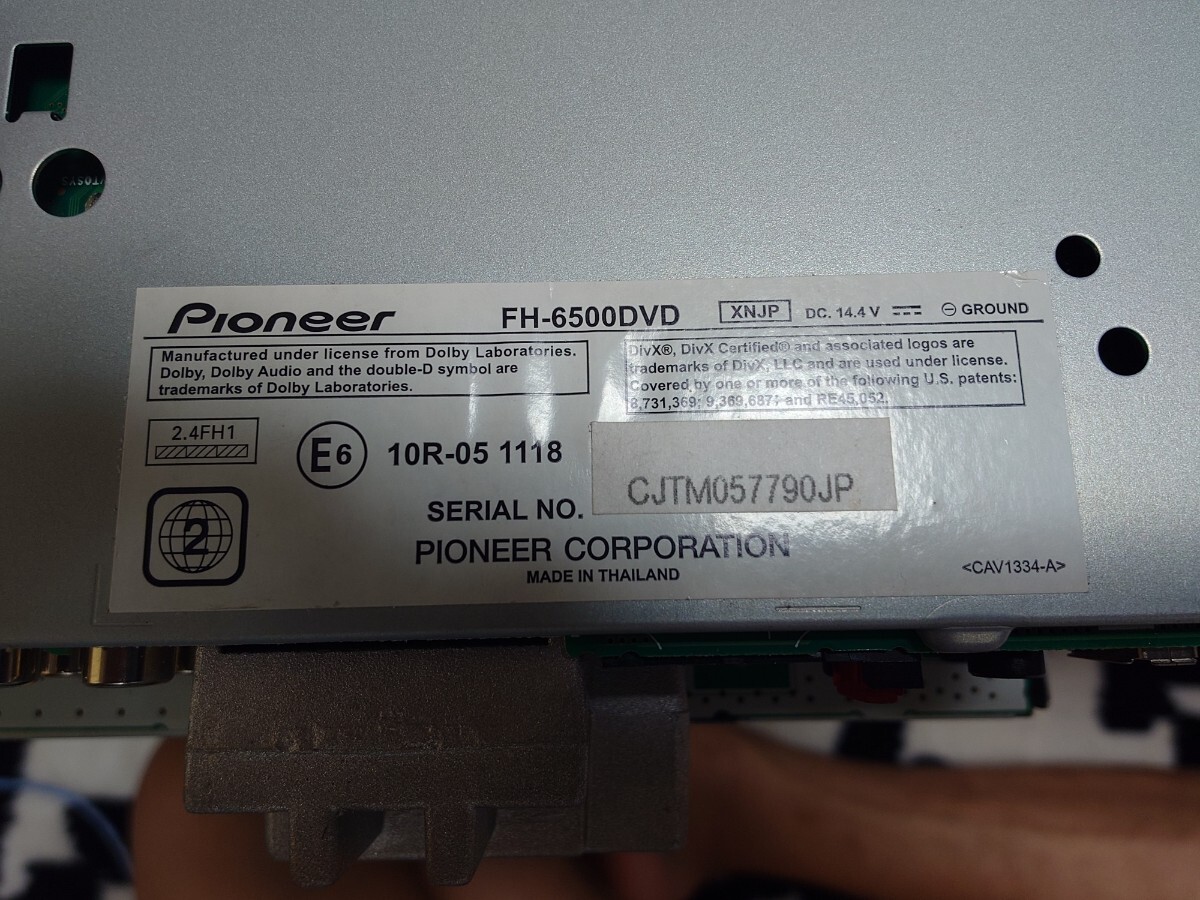 Pioneer FH-6500DVD XNJP DC. 14.4 V ⎓ ⊖ GROUND
Manufactured under license from Dolby Laboratories.
Dolby, Dolby Audio and the double-D symbol are
trademarks of Dolby Laboratories.
DivX®, DivX Certified® and associated logos are
trademarks of DivX, LLC and are used under license.
Covered by one or more of the following U.S. patents:
8,731,369; 9,369,687; and RE45,052.
2.4FH1
E6 10R-05 1118
2
SERIAL NO. CJTM057790JP
PIONEER CORPORATION
MADE IN THAILAND
<CAV1334-A>